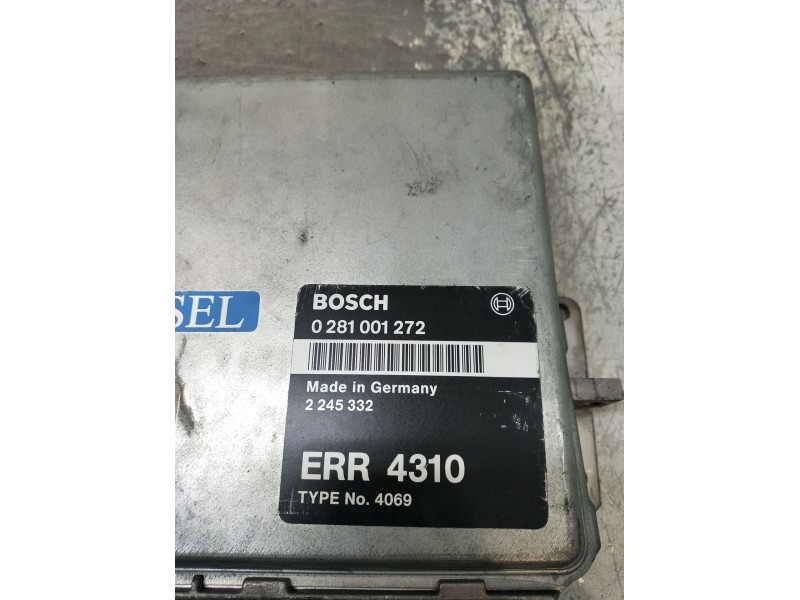 SEL
BOSCH
0 281 001 272
Made in Germany
2 245 332
ERR 4310
TYPE No. 4069